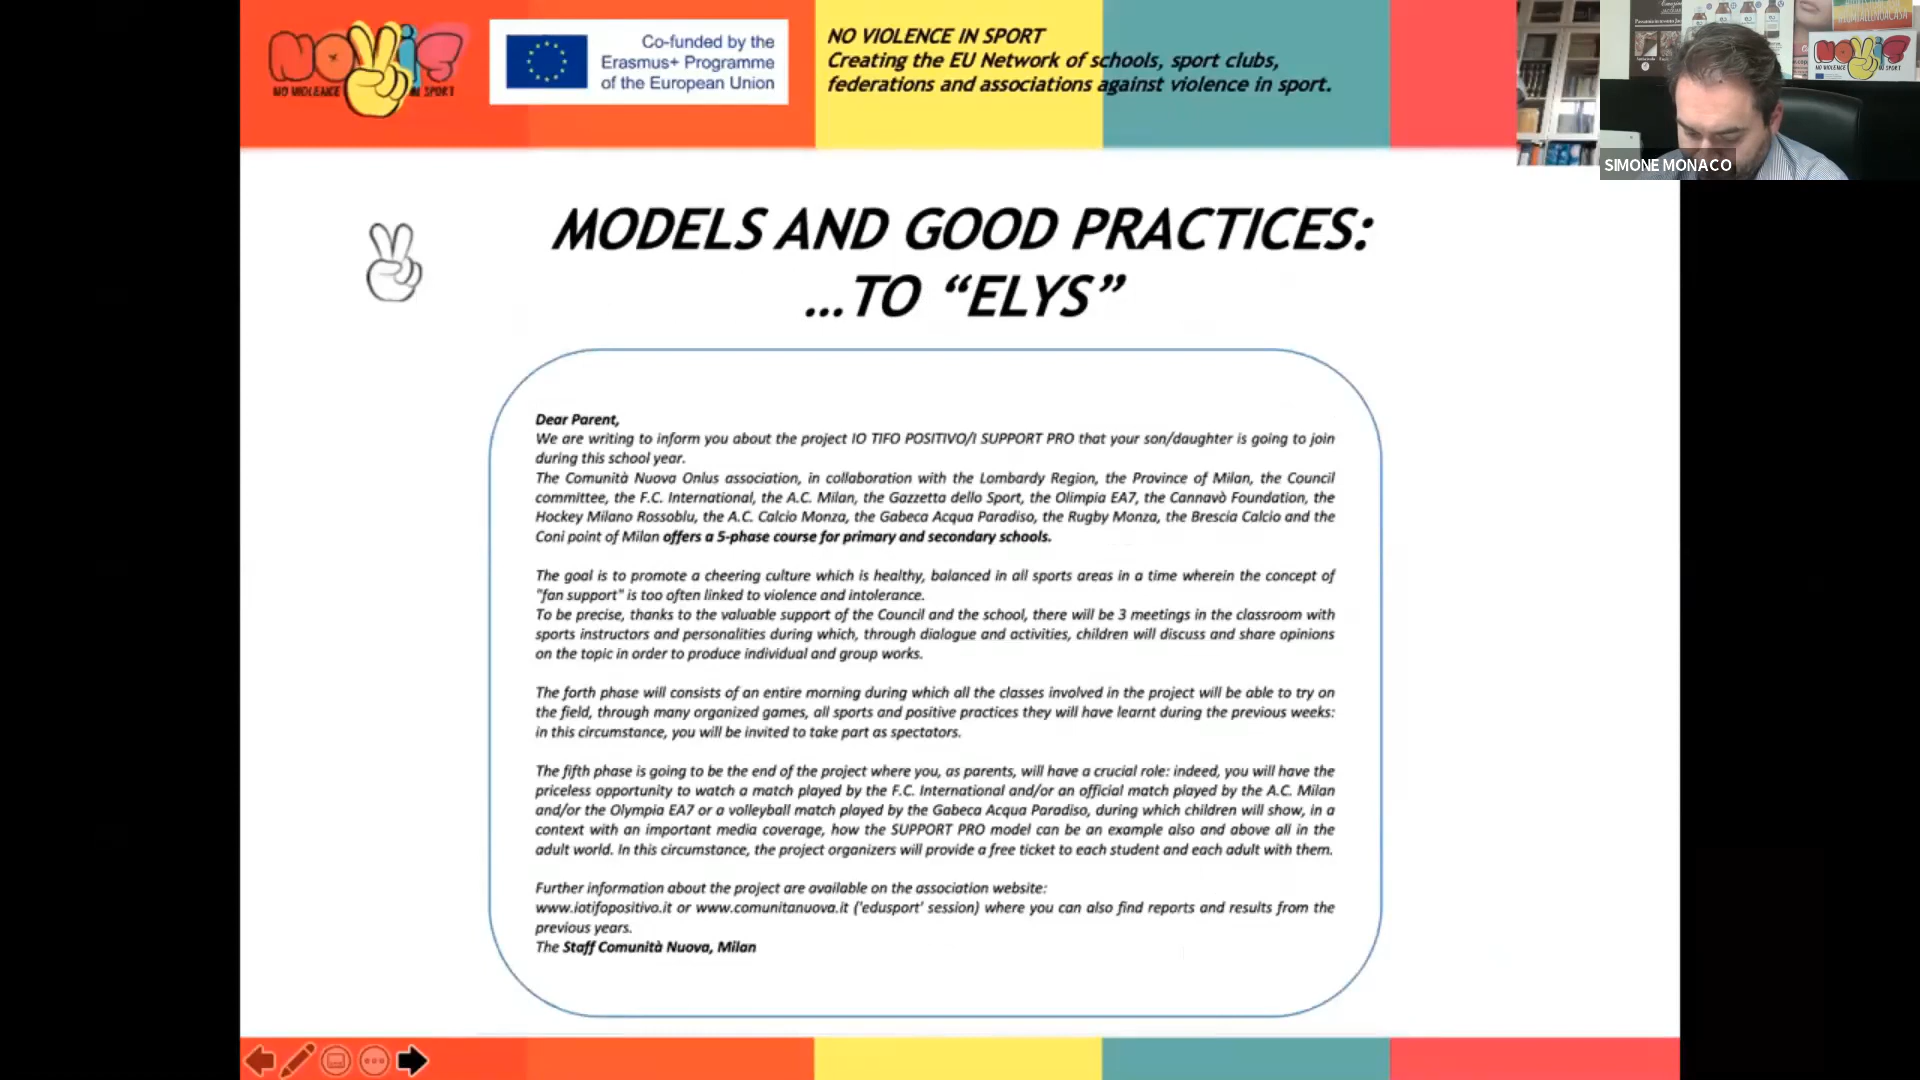 NOViS
NO VIOLENCE IN SPORT
Co-funded by the
Erasmus+ Programme
of the European Union
NO VIOLENCE IN SPORT
Creating the EU Network of schools, sport clubs,
federations and associations against violence in sport.
NOViS
NO VIOLENCE IN SPORT
SIMONE MONACO
MODELS AND GOOD PRACTICES:
...TO “ELYS”
Dear Parent,
We are writing to inform you about the project IO TIFO POSITIVO/I SUPPORT PRO that your son/daughter is going to join
during this school year.
The Comunità Nuova Onlus association, in collaboration with the Lombardy Region, the Province of Milan, the Council
committee, the F.C. International, the A.C. Milan, the Gazzetta dello Sport, the Olimpia EA7, the Cannavò Foundation, the
Hockey Milano Rossoblu, the A.C. Calcio Monza, the Gabeca Acqua Paradiso, the Rugby Monza, the Brescia Calcio and the
Coni point of Milan offers a 5-phase course for primary and secondary schools.
The goal is to promote a cheering culture which is healthy, balanced in all sports areas in a time wherein the concept of
"fan support" is too often linked to violence and intolerance.
To be precise, thanks to the valuable support of the Council and the school, there will be 3 meetings in the classroom with
sports instructors and personalities during which, through dialogue and activities, children will discuss and share opinions
on the topic in order to produce individual and group works.
The forth phase will consists of an entire morning during which all the classes involved in the project will be able to try on
the field, through many organized games, all sports and positive practices they will have learnt during the previous weeks:
in this circumstance, you will be invited to take part as spectators.
The fifth phase is going to be the end of the project where you, as parents, will have a crucial role: indeed, you will have the
priceless opportunity to watch a match played by the F.C. International and/or an official match played by the A.C. Milan
and/or the Olympia EA7 or a volleyball match played by the Gabeca Acqua Paradiso, during which children will show, in a
context with an important media coverage, how the SUPPORT PRO model can be an example also and above all in the
adult world. In this circumstance, the project organizers will provide a free ticket to each student and each adult with them.
Further information about the project are available on the association website:
www.iotifopositivo.it or www.comunitanuova.it ('edusport' session) where you can also find reports and results from the
previous years.
The Staff Comunità Nuova, Milan